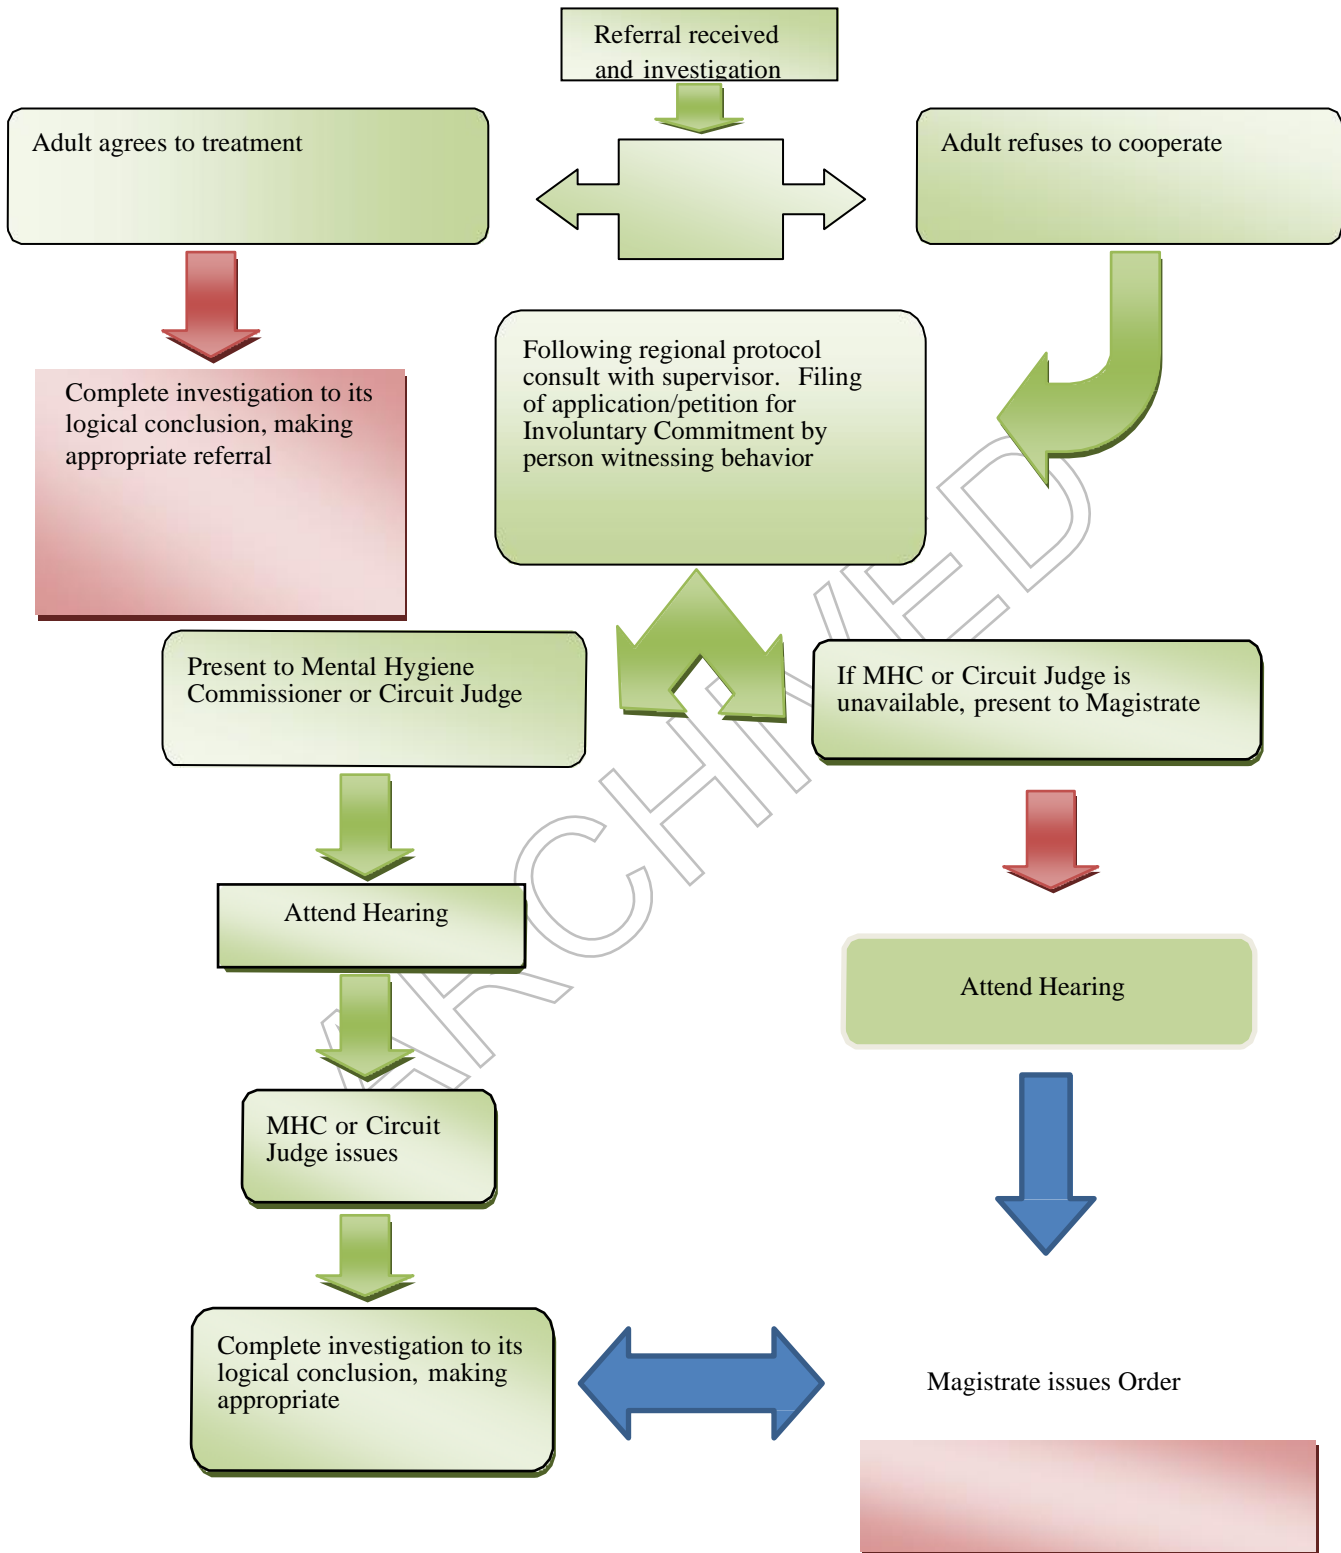 Referral received
and investigation
Adult agrees to treatment
Adult refuses to cooperate
Following regional protocol
consult with supervisor.  Filing
of application/petition for
Involuntary Commitment by
person witnessing behavior
Complete investigation to its
logical conclusion, making
appropriate referral
Present to Mental Hygiene
Commissioner or Circuit Judge
If MHC or Circuit Judge is
unavailable, present to Magistrate
Attend Hearing
Attend Hearing
MHC or Circuit
Judge issues
Complete investigation to its
logical conclusion, making
appropriate
Magistrate issues Order
ARCHIVED